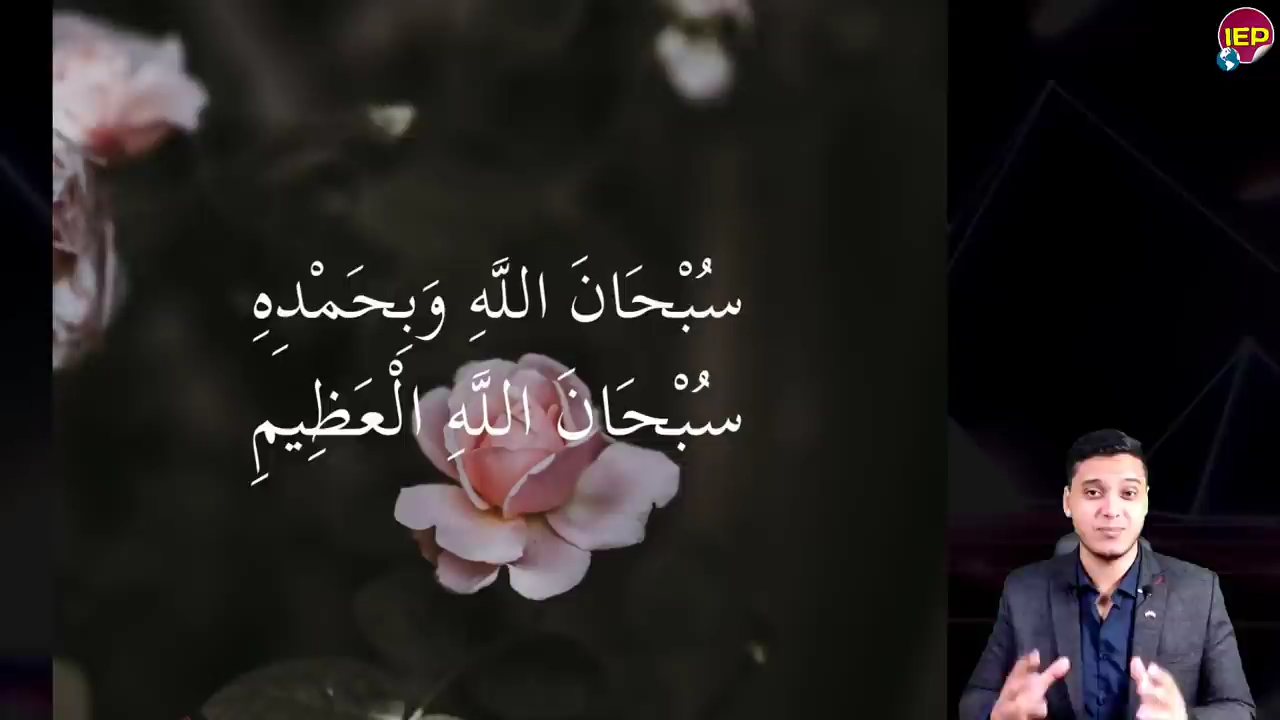 سُبْحَانَ اللَّهِ وَبِحَمْدِهِ
سُبْحَانَ اللَّهِ الْعَظِيمِ
IEP